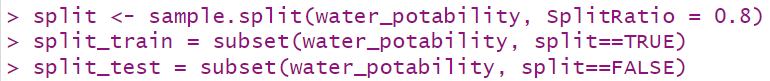 > split <- sample.split(water_potability, SplitRatio = 0.8)
> split_train = subset(water_potability, split==TRUE)
> split_test = subset(water_potability, split==FALSE)